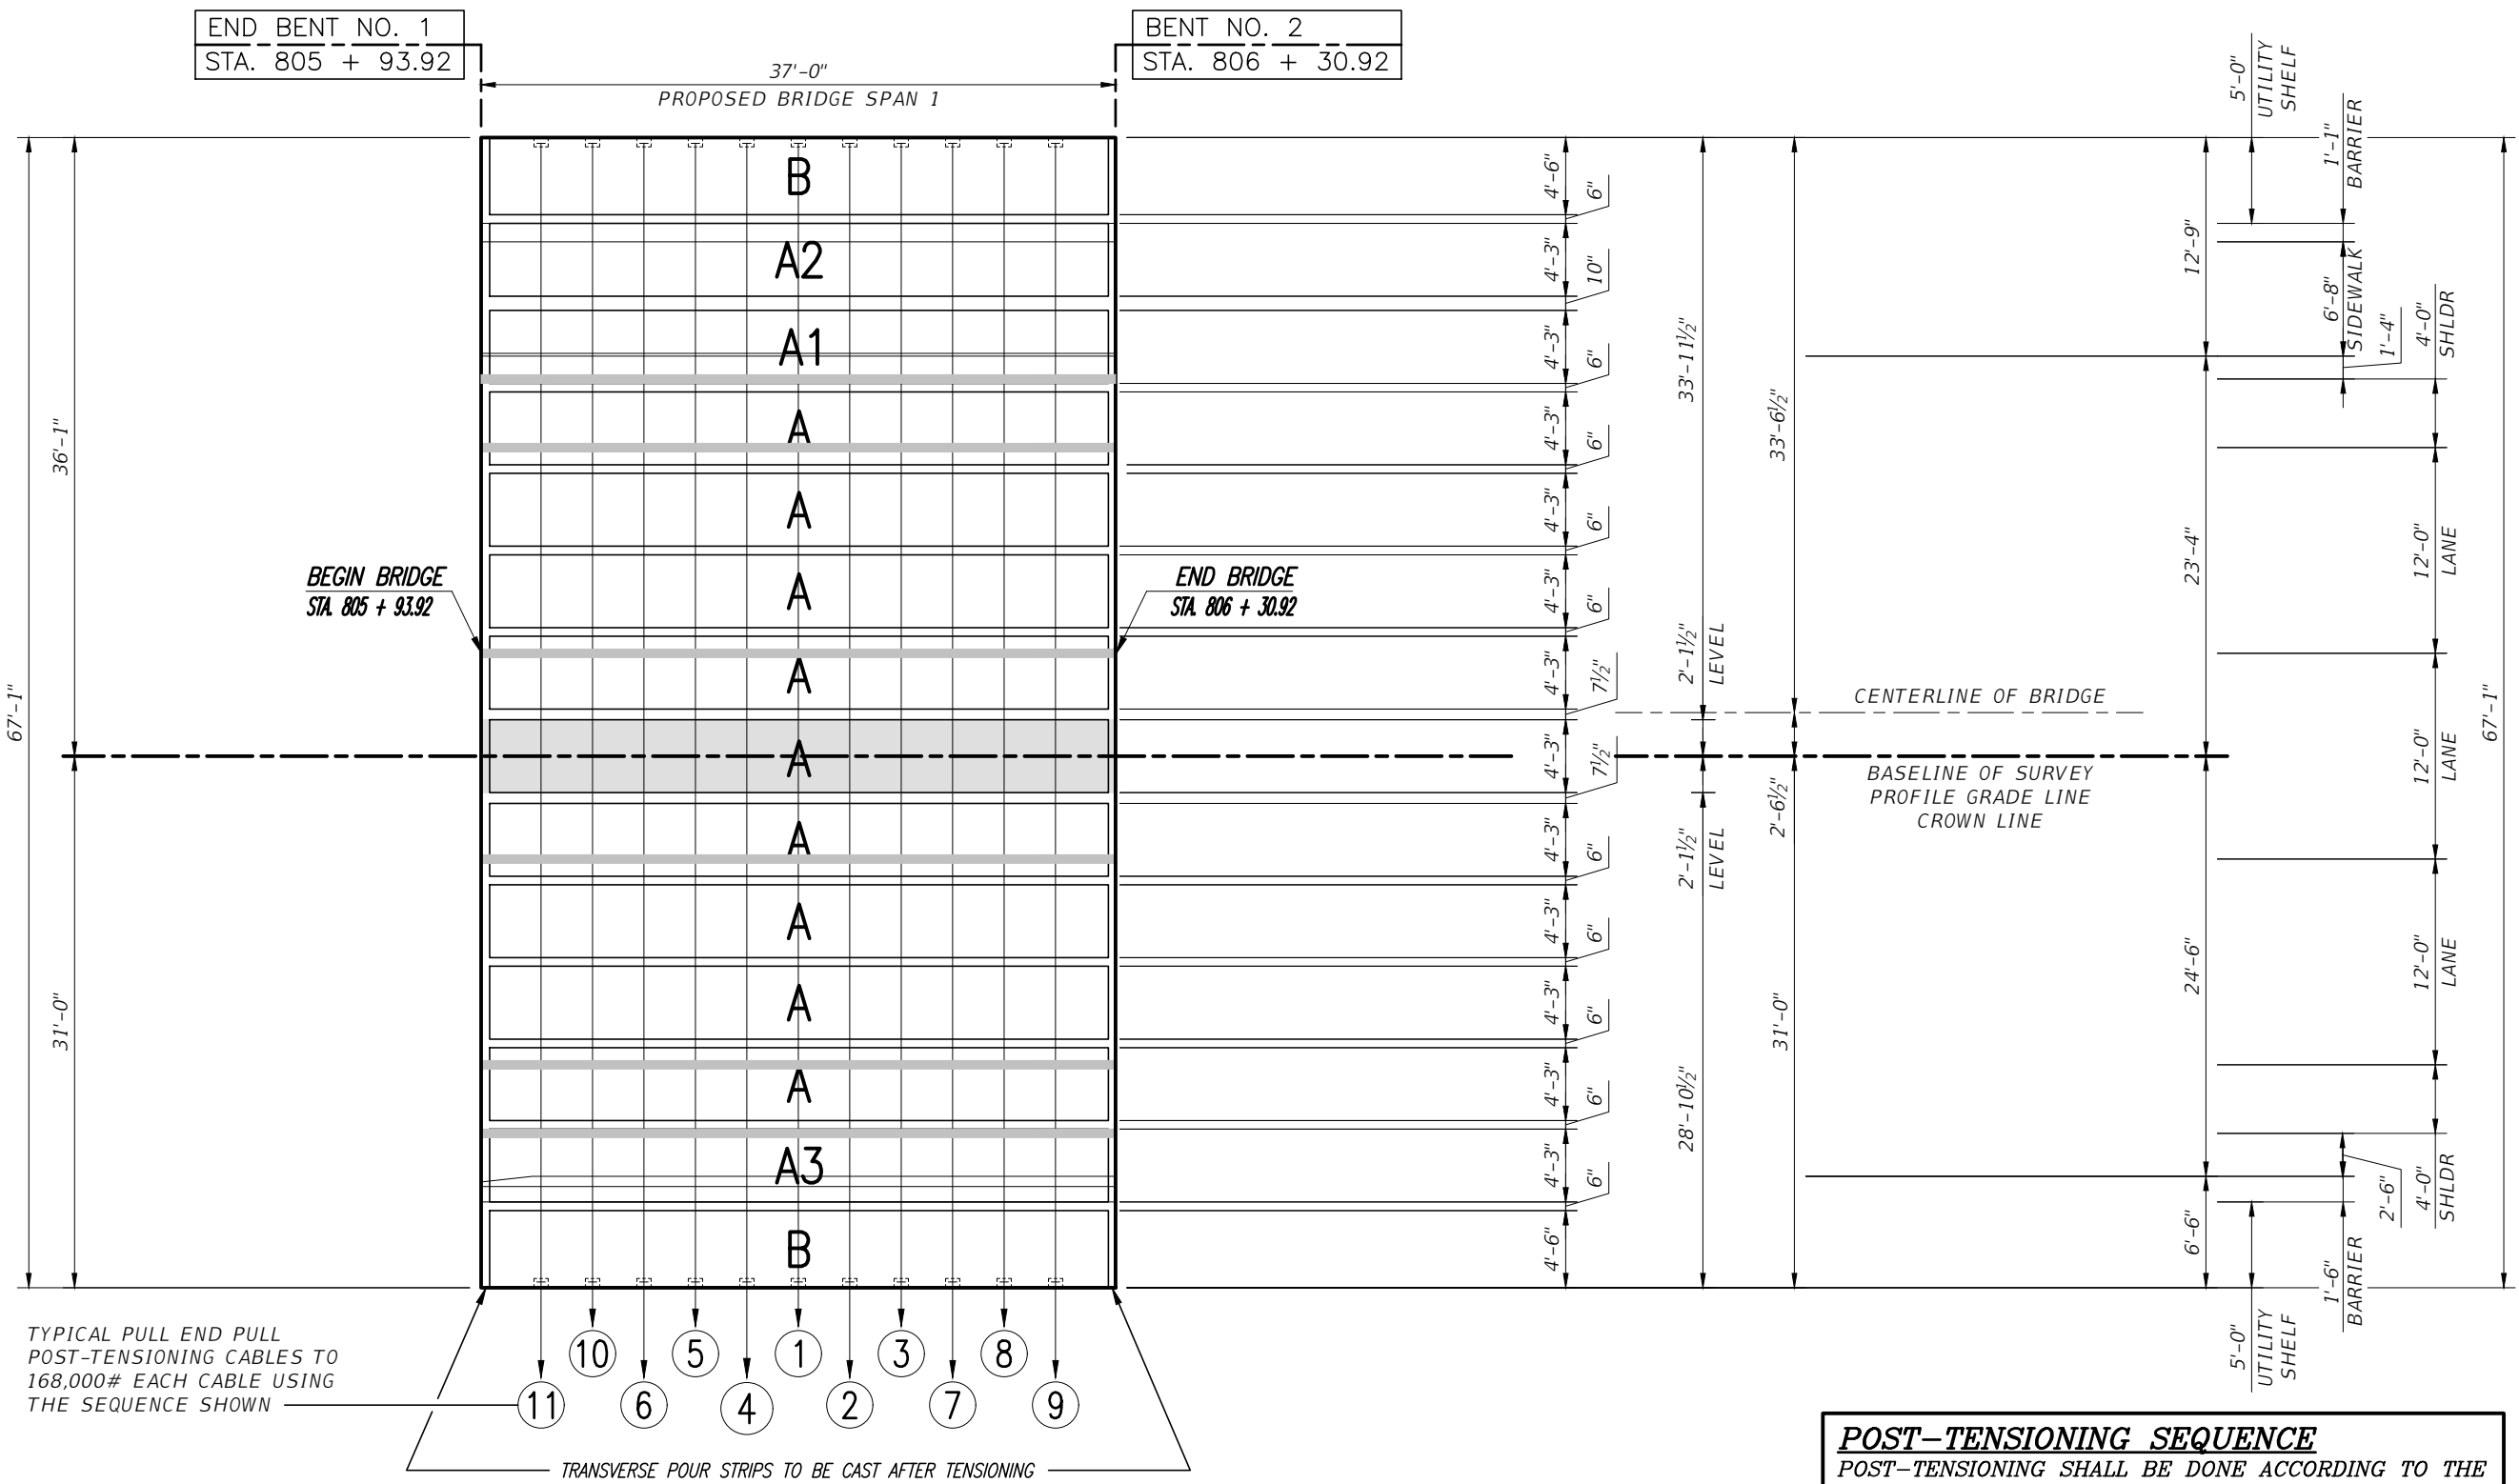 END BENT NO. 1
STA. 805 + 93.92
BENT NO. 2
STA. 806 + 30.92
37'-0"
PROPOSED BRIDGE SPAN 1
5'-0"
UTILITY
SHELF
1'-1"
BARRIER
6'-8"
SIDEWALK
1'-4"
4'-0"
SHLDR
12'-0"
LANE
12'-0"
LANE
12'-0"
LANE
4'-0"
SHLDR
2'-6"
1'-6"
BARRIER
5'-0"
UTILITY
SHELF
67'-1"
12'-9"
23'-4"
24'-6"
6'-6"
67'-1"
36'-1"
31'-0"
B
A2
A1
A
A
A
A
A
A
A
A
A
A3
B
4'-6"
6"
4'-3"
10"
4'-3"
6"
4'-3"
6"
4'-3"
6"
4'-3"
6"
4'-3"
7½"
4'-3"
7½"
4'-3"
6"
4'-3"
6"
4'-3"
6"
4'-3"
6"
4'-3"
6"
4'-6"
33'-11½"
2'-1½"
LEVEL
2'-1½"
LEVEL
28'-10½"
33'-6½"
2'-6½"
31'-0"
BEGIN BRIDGE
STA. 805 + 93.92
END BRIDGE
STA. 806 + 30.92
CENTERLINE OF BRIDGE
BASELINE OF SURVEY
PROFILE GRADE LINE
CROWN LINE
TYPICAL PULL END PULL
POST-TENSIONING CABLES TO
168,000# EACH CABLE USING
THE SEQUENCE SHOWN
11
10
6
5
4
1
2
3
7
8
9
TRANSVERSE POUR STRIPS TO BE CAST AFTER TENSIONING
POST-TENSIONING SEQUENCE
POST-TENSIONING SHALL BE DONE ACCORDING TO THE